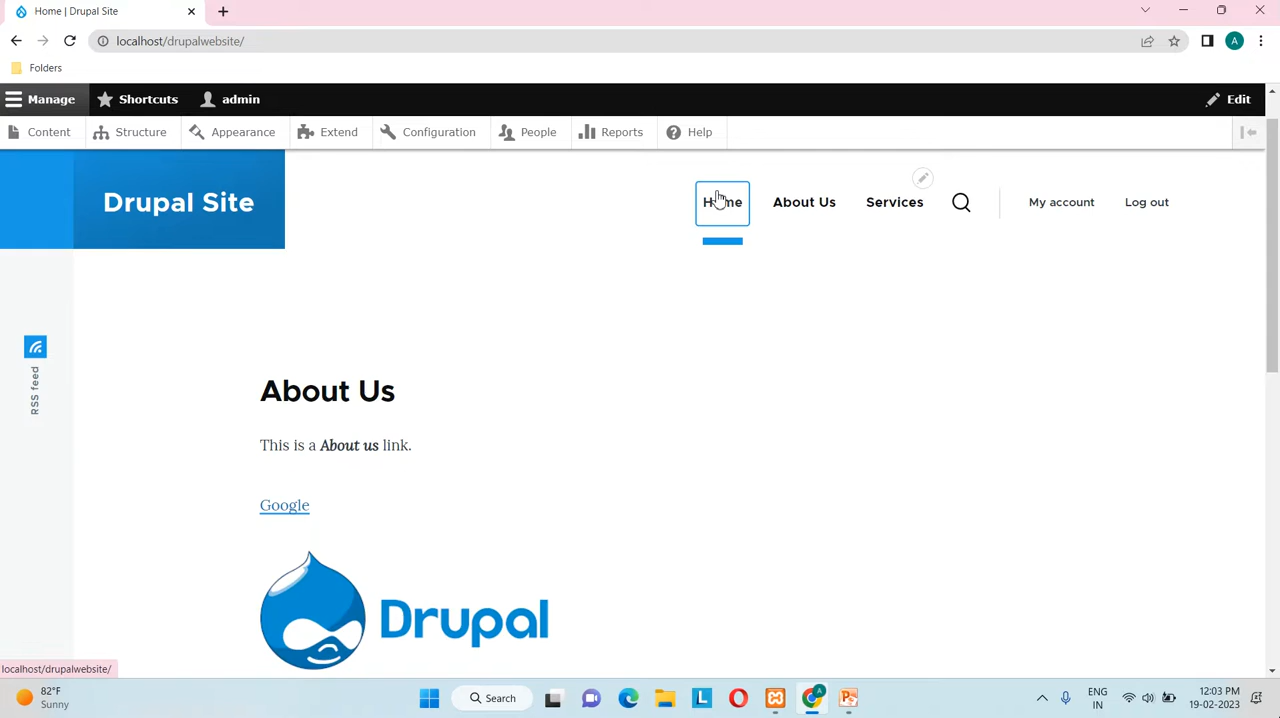 Home | Drupal Site
localhost/drupalwebsite/
A
Folders
Manage Shortcuts admin Edit
Content Structure Appearance Extend Configuration People Reports Help
Drupal Site
Home About Us Services My account Log out
RSS feed
About Us
This is a About us link.
Google
Drupal
localhost/drupalwebsite/
82°F
Sunny
Search
ENG
IN
12:03 PM
19-02-2023